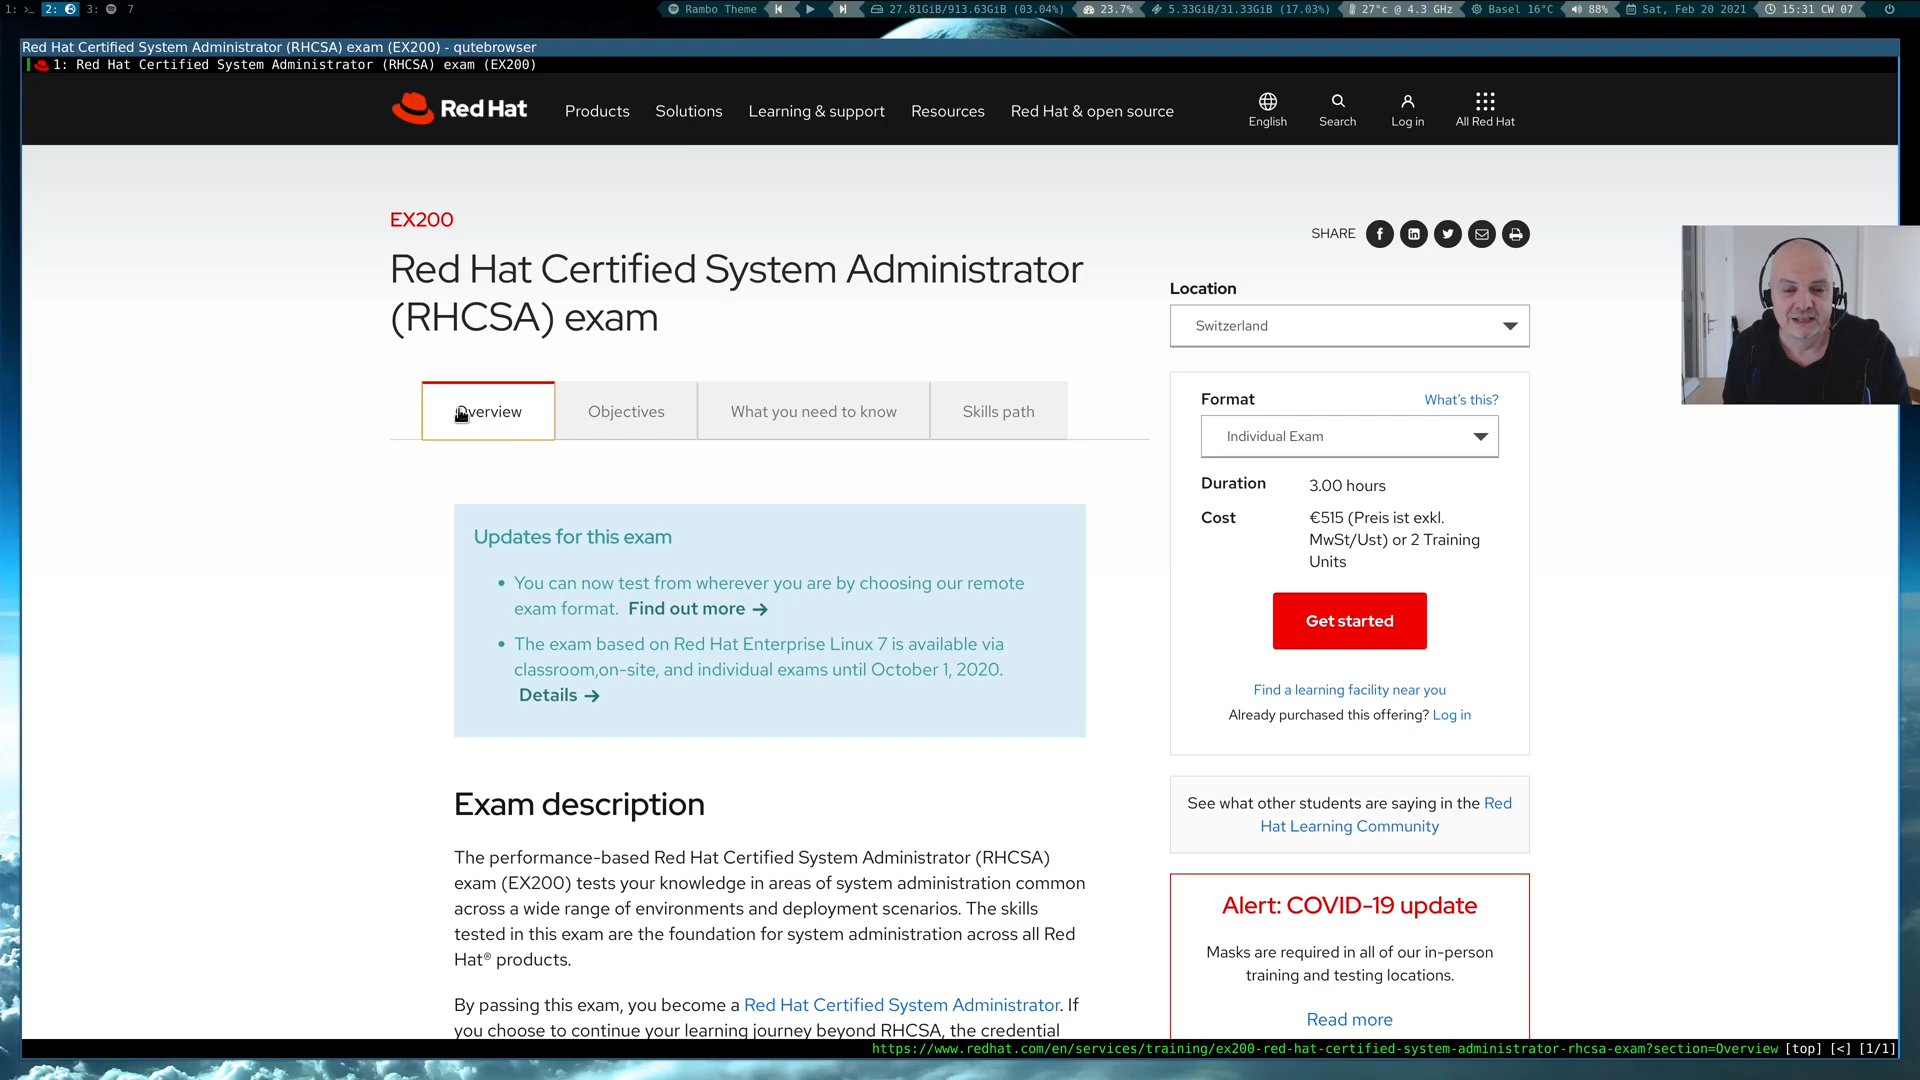 1: >_ 2: 3: 7
Rambo Theme
27.81GiB/913.63GiB (03.04%)
23.7%
5.33GiB/31.33GiB (17.03%)
27°c @ 4.3 GHz
Basel 16°C
88%
Sat, Feb 20 2021
15:31 CW 07
Red Hat Certified System Administrator (RHCSA) exam (EX200) - qutebrowser
1: Red Hat Certified System Administrator (RHCSA) exam (EX200)
Red Hat
Products
Solutions
Learning & support
Resources
Red Hat & open source
English
Search
Log in
All Red Hat
EX200
Red Hat Certified System Administrator
(RHCSA) exam
SHARE
Location
Switzerland
Overview
Objectives
What you need to know
Skills path
Format
What's this?
Individual Exam
Duration
3.00 hours
Cost
€515 (Preis ist exkl.
MwSt/Ust) or 2 Training
Units
Get started
Find a learning facility near you
Already purchased this offering? Log in
Updates for this exam
• You can now test from wherever you are by choosing our remote
exam format. Find out more →
• The exam based on Red Hat Enterprise Linux 7 is available via
classroom,on-site, and individual exams until October 1, 2020.
Details →
Exam description
The performance-based Red Hat Certified System Administrator (RHCSA)
exam (EX200) tests your knowledge in areas of system administration common
across a wide range of environments and deployment scenarios. The skills
tested in this exam are the foundation for system administration across all Red
Hat® products.
By passing this exam, you become a Red Hat Certified System Administrator. If
you choose to continue your learning journey beyond RHCSA, the credential
See what other students are saying in the Red
Hat Learning Community
Alert: COVID-19 update
Masks are required in all of our in-person
training and testing locations.
Read more
https://www.redhat.com/en/services/training/ex200-red-hat-certified-system-administrator-rhcsa-exam?section=Overview [top] [<] [1/1]